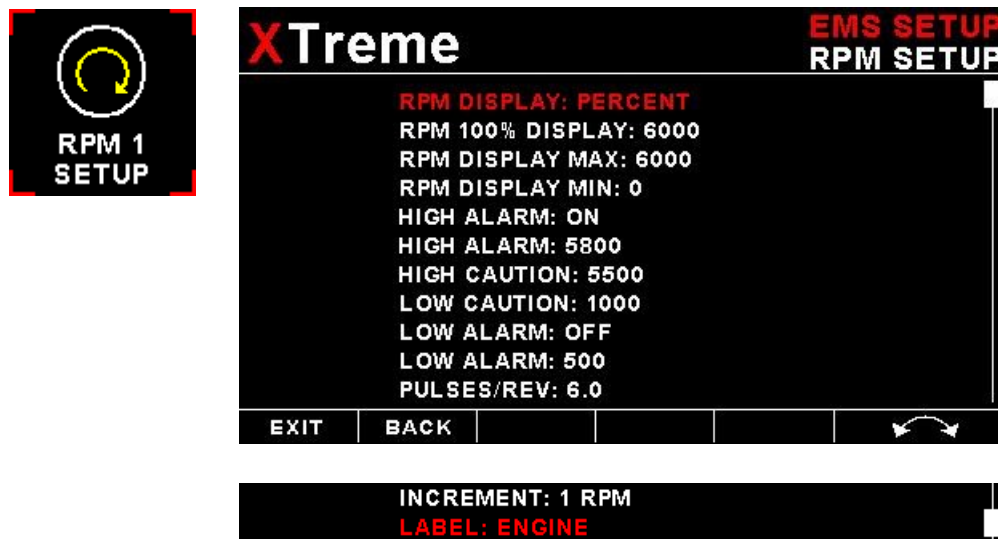 RPM 1
SETUP
XTreme
EMS SETUP
RPM SETUP
RPM DISPLAY: PERCENT
RPM 100% DISPLAY: 6000
RPM DISPLAY MAX: 6000
RPM DISPLAY MIN: 0
HIGH ALARM: ON
HIGH ALARM: 5800
HIGH CAUTION: 5500
LOW CAUTION: 1000
LOW ALARM: OFF
LOW ALARM: 500
PULSES/REV: 6.0
EXIT BACK
INCREMENT: 1 RPM
LABEL: ENGINE